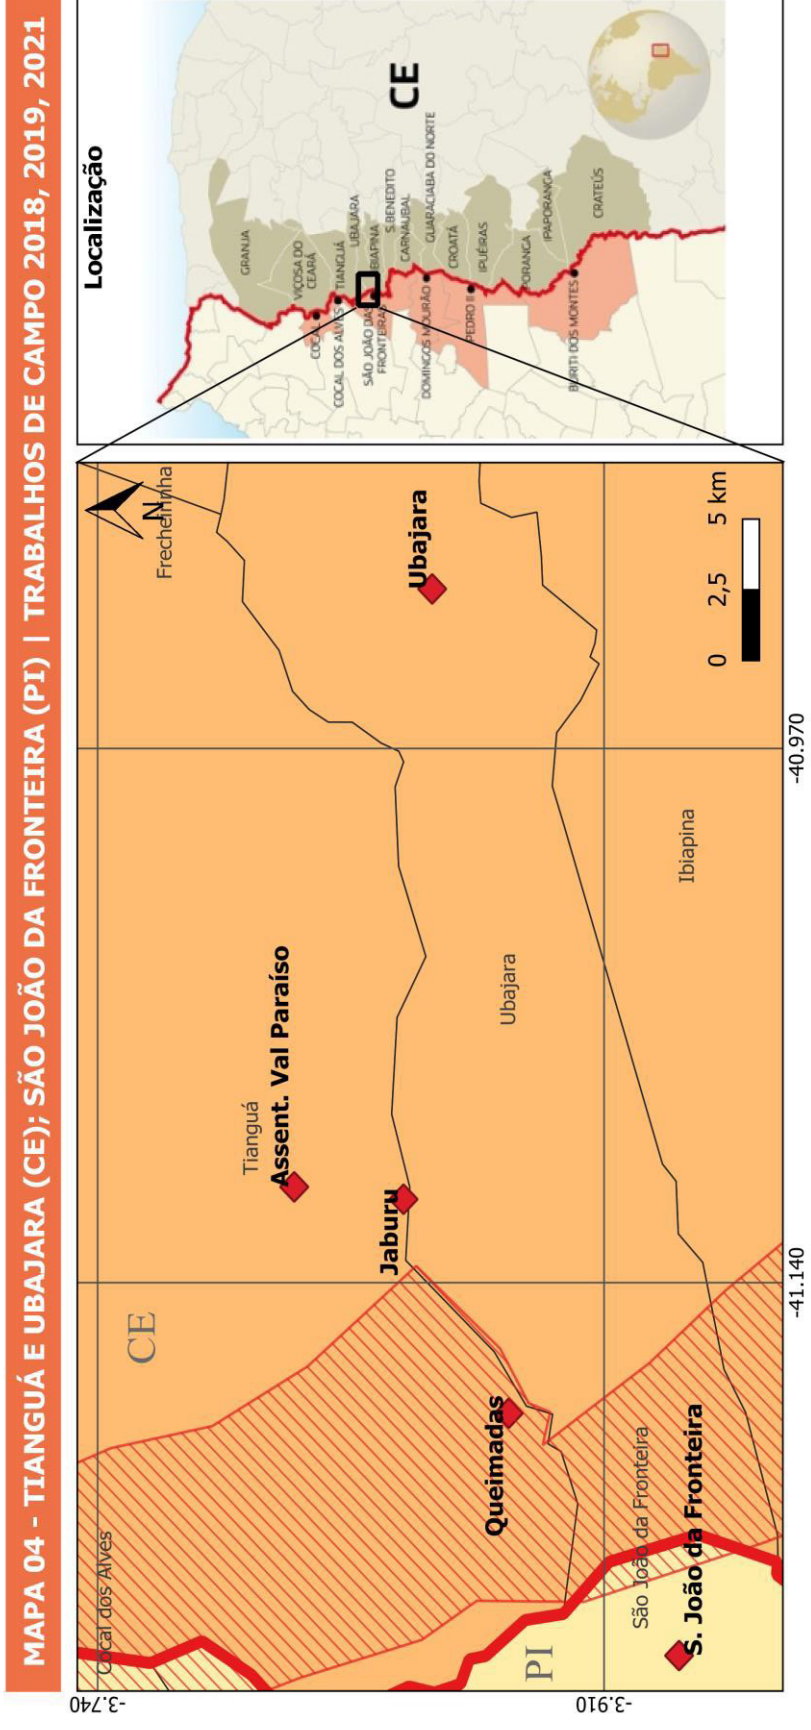 MAPA 04 - TIANGUÁ E UBAJARA (CE); SÃO JOÃO DA FRONTEIRA (PI) | TRABALHOS DE CAMPO 2018, 2019, 2021
-3.740
-3.910
-41.140
-40.970
Cocal dos Alves
CE
Tianguá
Assent. Val Paraíso
Jaburu
Queimadas
PI
São João da Fronteira
S. João da Fronteira
Ubajara
Ibiapina
Frecheirinha
N
Ubajara
0 2,5 5 km
Localização
CE
GRANJA
VIÇOSA DO
CEARÁ
TIANGUÁ
UBAJARA
IBIAPINA
S.BENEDITO
CARNAUBAL
GUARACIABA DO NORTE
CROATÁ
IPUEIRAS
PORANGA
IPAPORANGA
CRATEÚS
COCAL
COCAL DOS ALVES
SÃO JOÃO DAS
FRONTEIRAS
DOMINGOS MOURÃO
PEDRO II
BURITI DOS MONTES